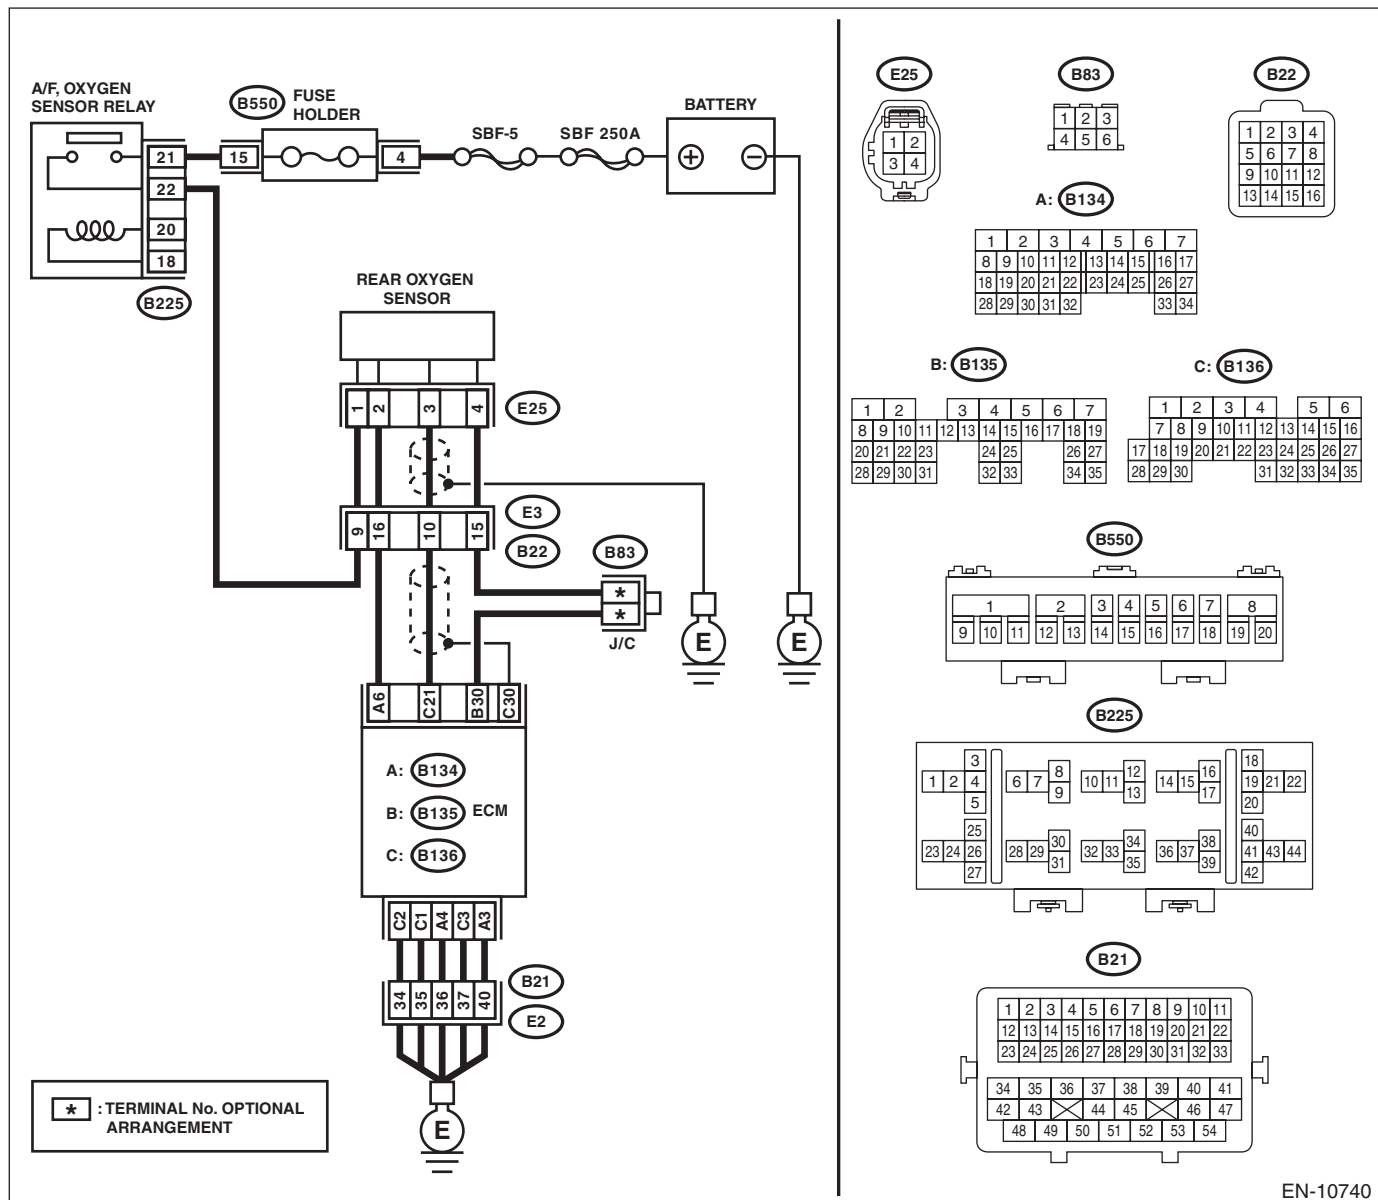 A/F, OXYGEN
SENSOR RELAY
B550
FUSE
HOLDER
SBF-5
SBF 250A
BATTERY
+
−
21
15
4
22
20
18
B225
REAR OXYGEN
SENSOR
1
2
3
4
E25
E3
9
16
10
15
B22
B83
*
*
J/C
E
E
A6
C21
B30
C30
A: B134
B: B135
ECM
C: B136
C2
C1
A4
C3
A3
B21
34
35
36
37
40
E2
E
* : TERMINAL No. OPTIONAL
ARRANGEMENT
E25
1 2
3 4
B83
1 2 3
4 5 6
B22
1 2 3 4
5 6 7 8
9 10 11 12
13 14 15 16
A: B134
1 2 3 4 5 6 7
8 9 10 11 12 13 14 15 16 17
18 19 20 21 22 23 24 25 26 27
28 29 30 31 32 33 34
B: B135
1 2 3 4 5 6 7
8 9 10 11 12 13 14 15 16 17 18 19
20 21 22 23 24 25 26 27
28 29 30 31 32 33 34 35
C: B136
1 2 3 4 5 6
7 8 9 10 11 12 13 14 15 16
17 18 19 20 21 22 23 24 25 26 27
28 29 30 31 32 33 34 35
B550
1 2 3 4 5 6 7 8
9 10 11 12 13 14 15 16 17 18 19 20
B225
3 8 12 16 18
1 2 4 6 7 10 11 14 15 19 21 22
5 9 13 17 20
25 30 34 38 40
23 24 26 28 29 32 33 36 37 41 43 44
27 31 35 39 42
B21
1 2 3 4 5 6 7 8 9 10 11
12 13 14 15 16 17 18 19 20 21 22
23 24 25 26 27 28 29 30 31 32 33
34 35 36 37 38 39 40 41
42 43 44 45 46 47
48 49 50 51 52 53 54
EN-10740